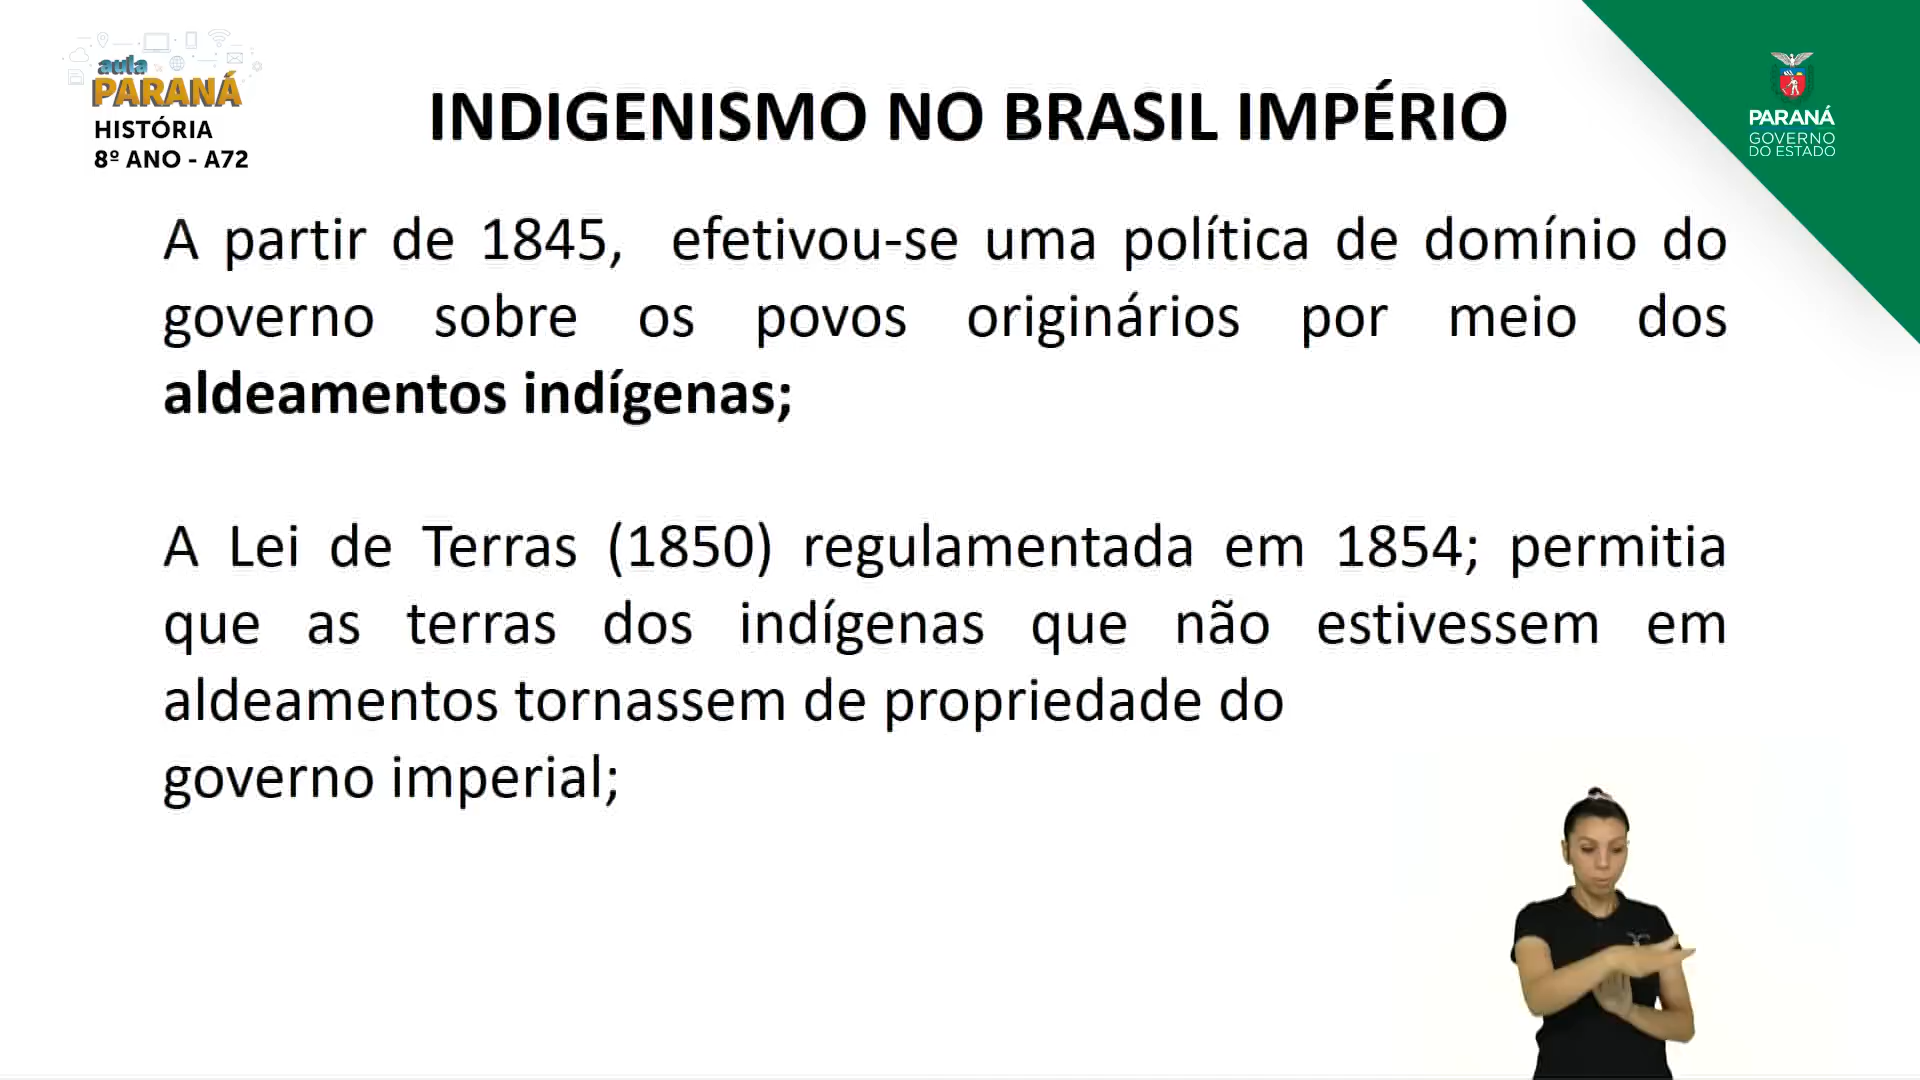 aula
PARANÁ
HISTÓRIA
8º ANO - A72
INDIGENISMO NO BRASIL IMPÉRIO
PARANÁ
GOVERNO
DO ESTADO
A partir de 1845, efetivou-se uma política de domínio do
governo sobre os povos originários por meio dos
aldeamentos indígenas;
A Lei de Terras (1850) regulamentada em 1854; permitia
que as terras dos indígenas que não estivessem em
aldeamentos tornassem de propriedade do
governo imperial;